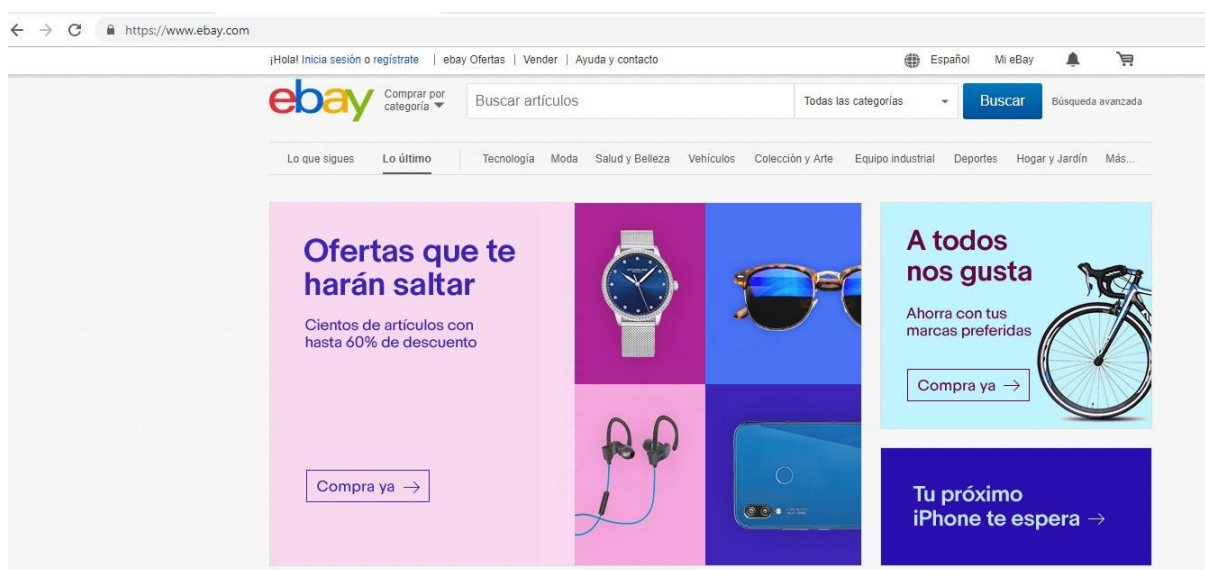 https://www.ebay.com
¡Hola! Inicia sesión o regístrate | ebay Ofertas | Vender | Ayuda y contacto Español Mi eBay
ebay Comprar por categoría Buscar artículos Todas las categorías Buscar Búsqueda avanzada
Lo que sigues Lo último Tecnología Moda Salud y Belleza Vehículos Colección y Arte Equipo industrial Deportes Hogar y Jardín Más...
Ofertas que te
harán saltar
Cientos de artículos con
hasta 60% de descuento
Compra ya →
A todos
nos gusta
Ahorra con tus
marcas preferidas
Compra ya →
Tu próximo
iPhone te espera →